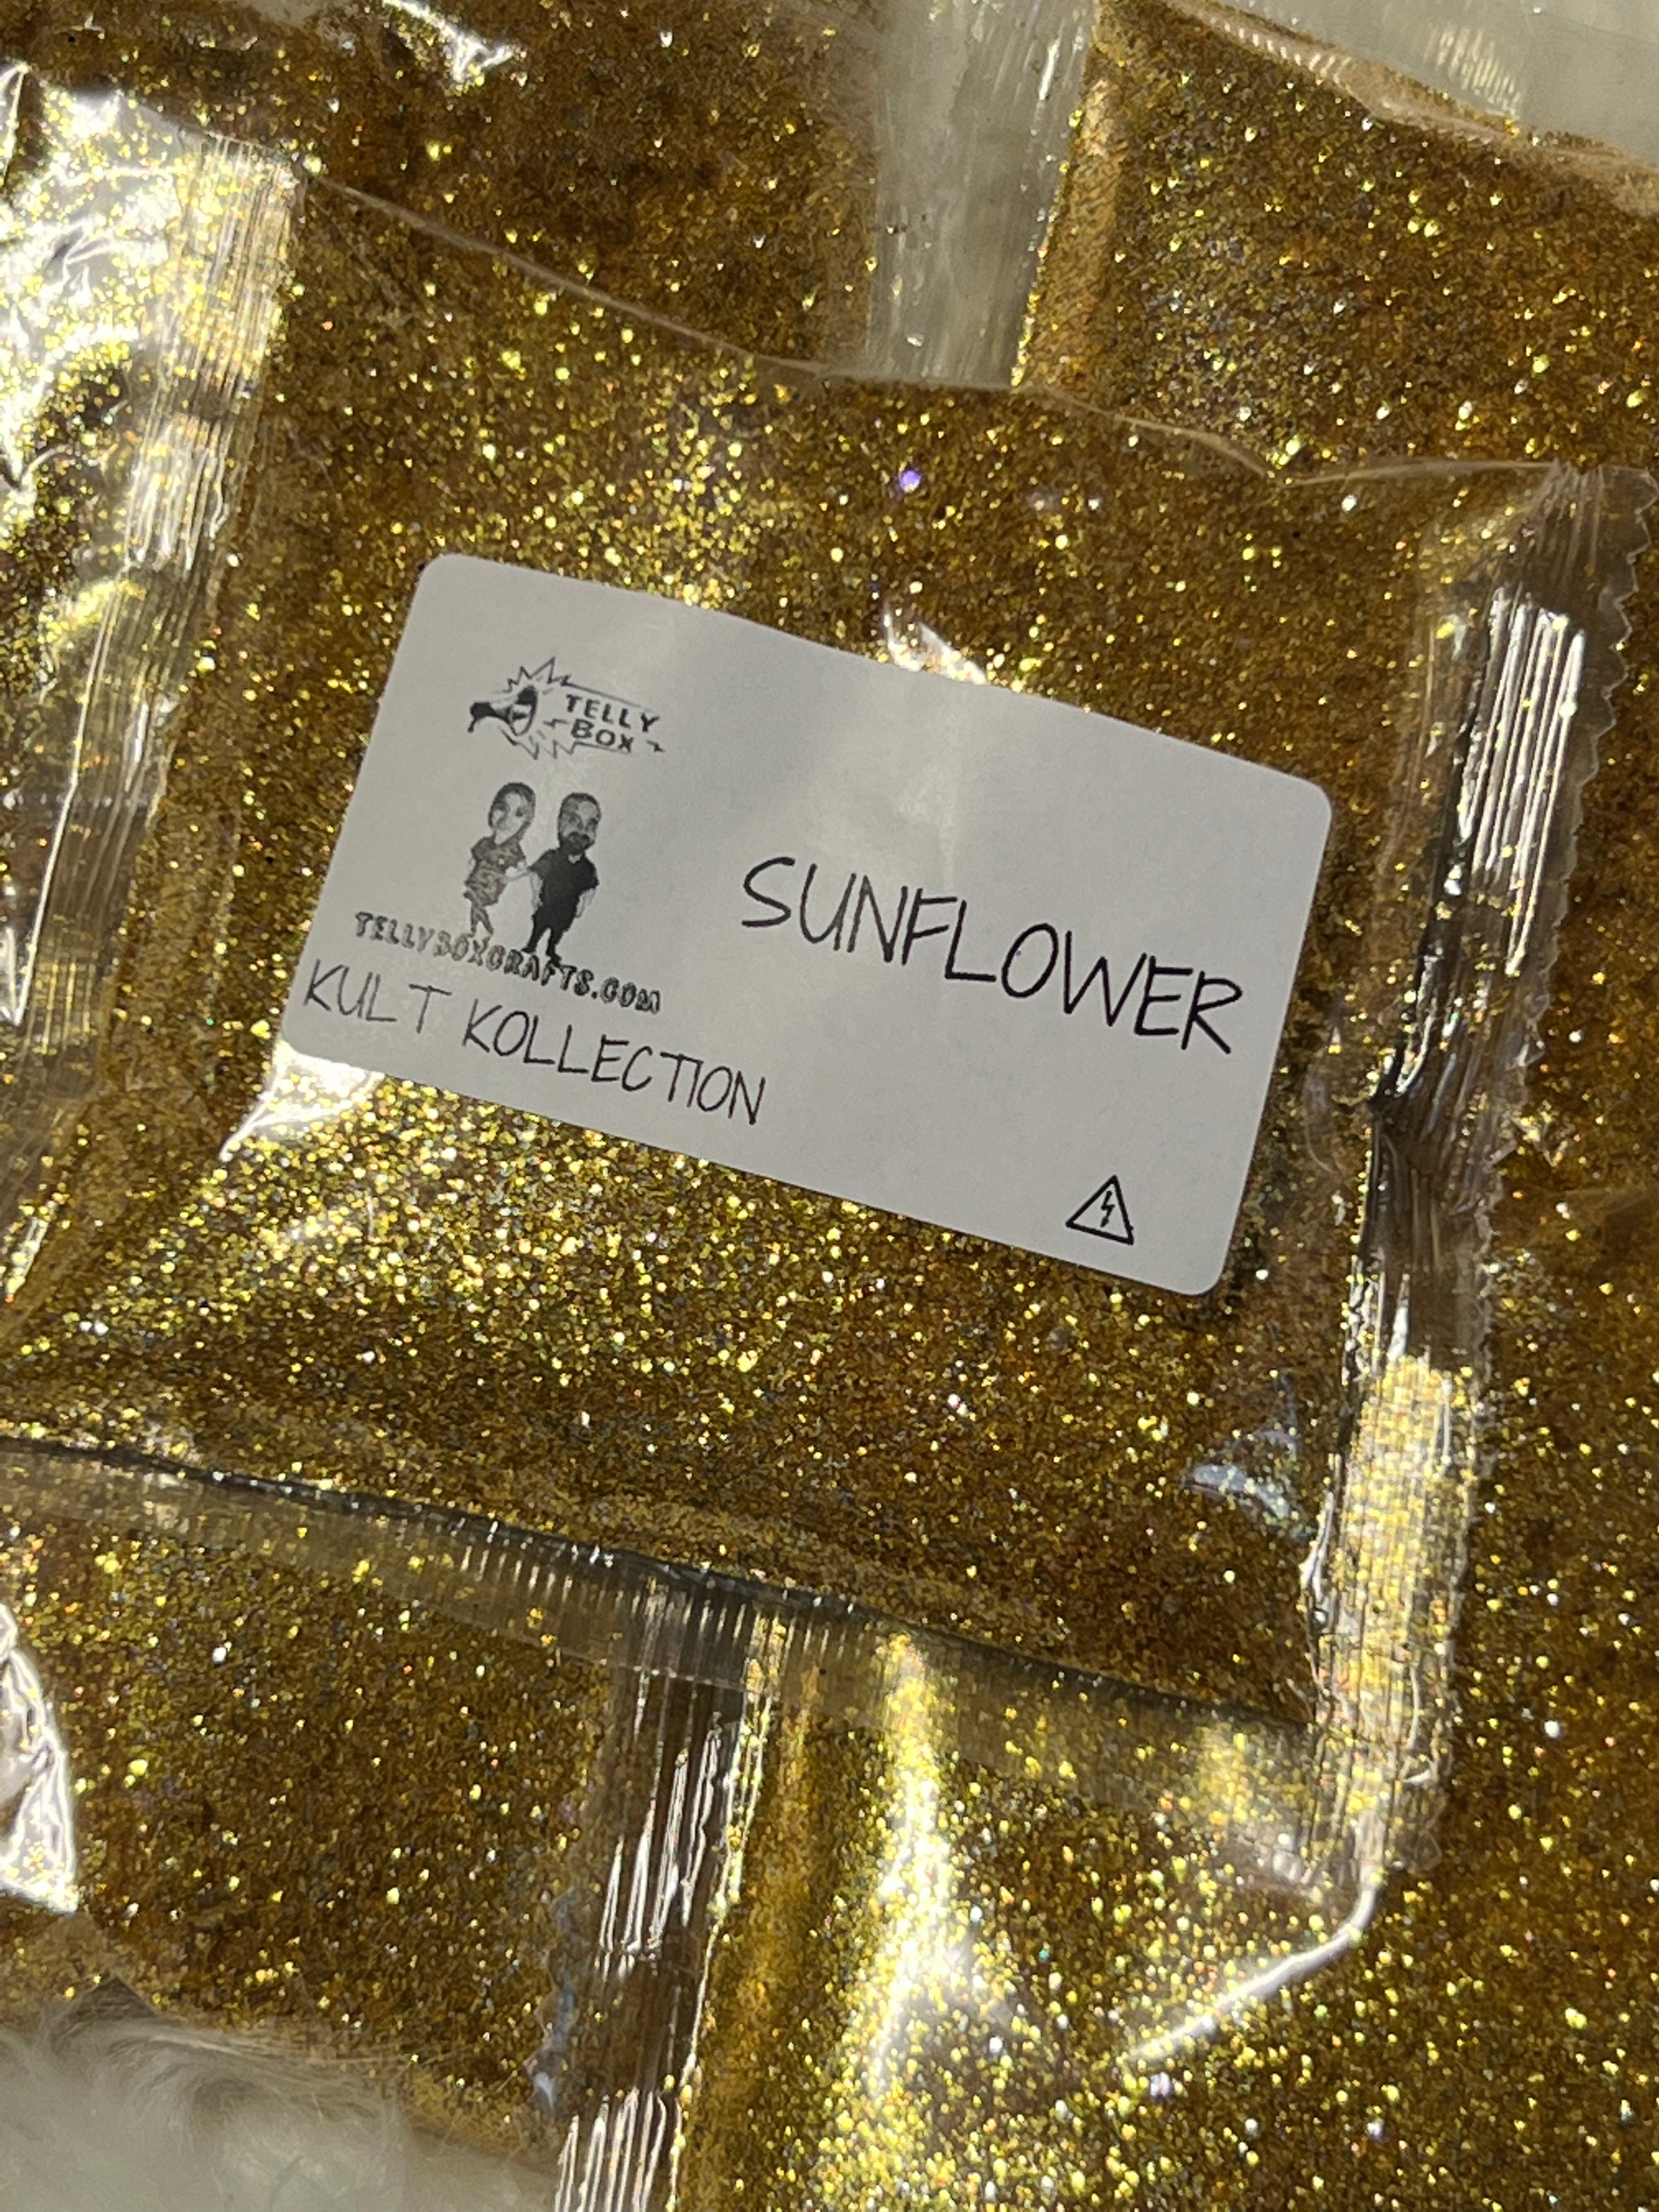 TELLY
BOX
TELLYBOXCRAFTS.COM
KULT KOLLECTION
SUNFLOWER